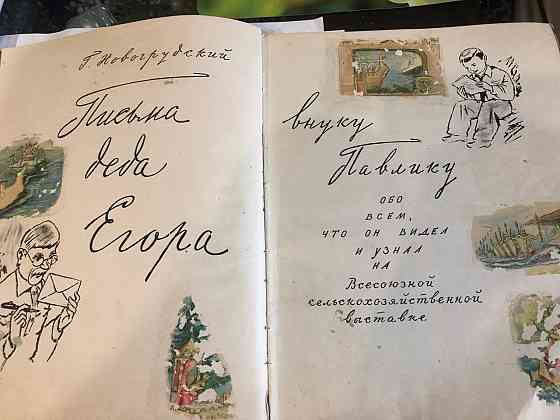 Г. Новогрудский
Письма
деда
Егора
внуку
Павлику
ОБО
ВСЕМ,
ЧТО ОН ВИДЕЛ
И УЗНАЛ
НА
Всесоюзной
сельскохозяйственной
выставке